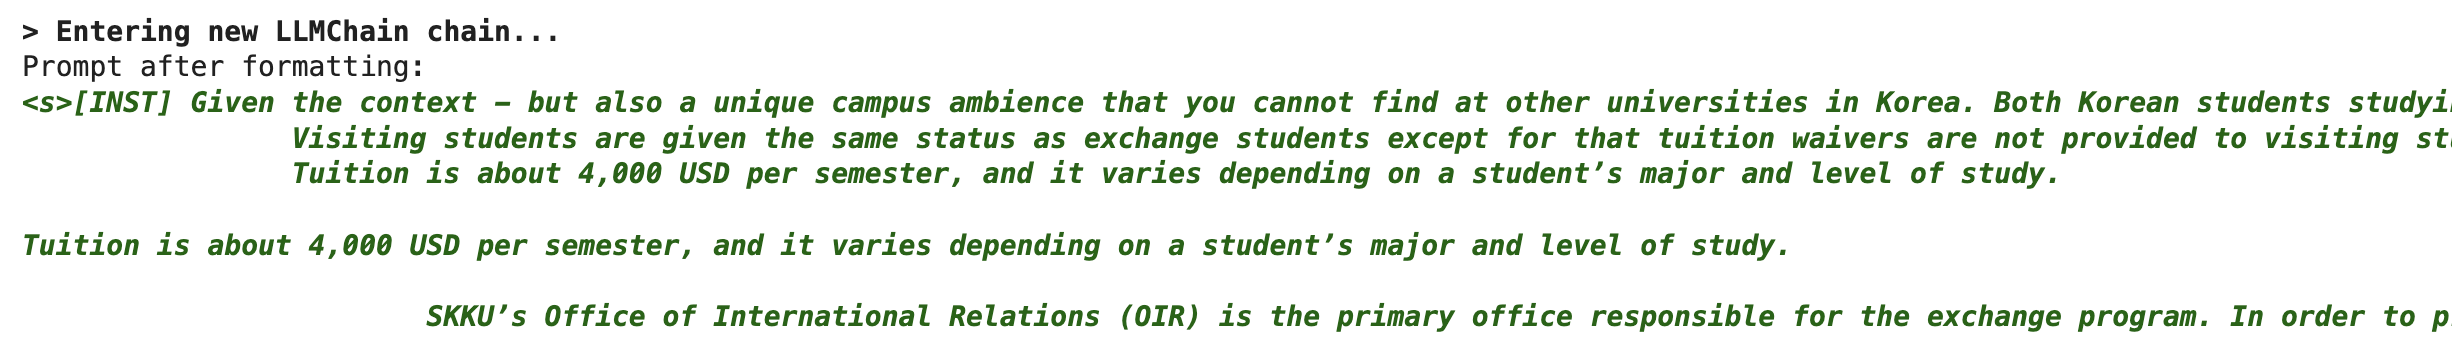 > Entering new LLMChain chain...
Prompt after formatting:
<s>[INST] Given the context – but also a unique campus ambience that you cannot find at other universities in Korea. Both Korean students
Visiting students are given the same status as exchange students except for that tuition waivers are not provided to visiting
Tuition is about 4,000 USD per semester, and it varies depending on a student’s major and level of study.
Tuition is about 4,000 USD per semester, and it varies depending on a student’s major and level of study.
SKKU’s Office of International Relations (OIR) is the primary office responsible for the exchange program. In order to